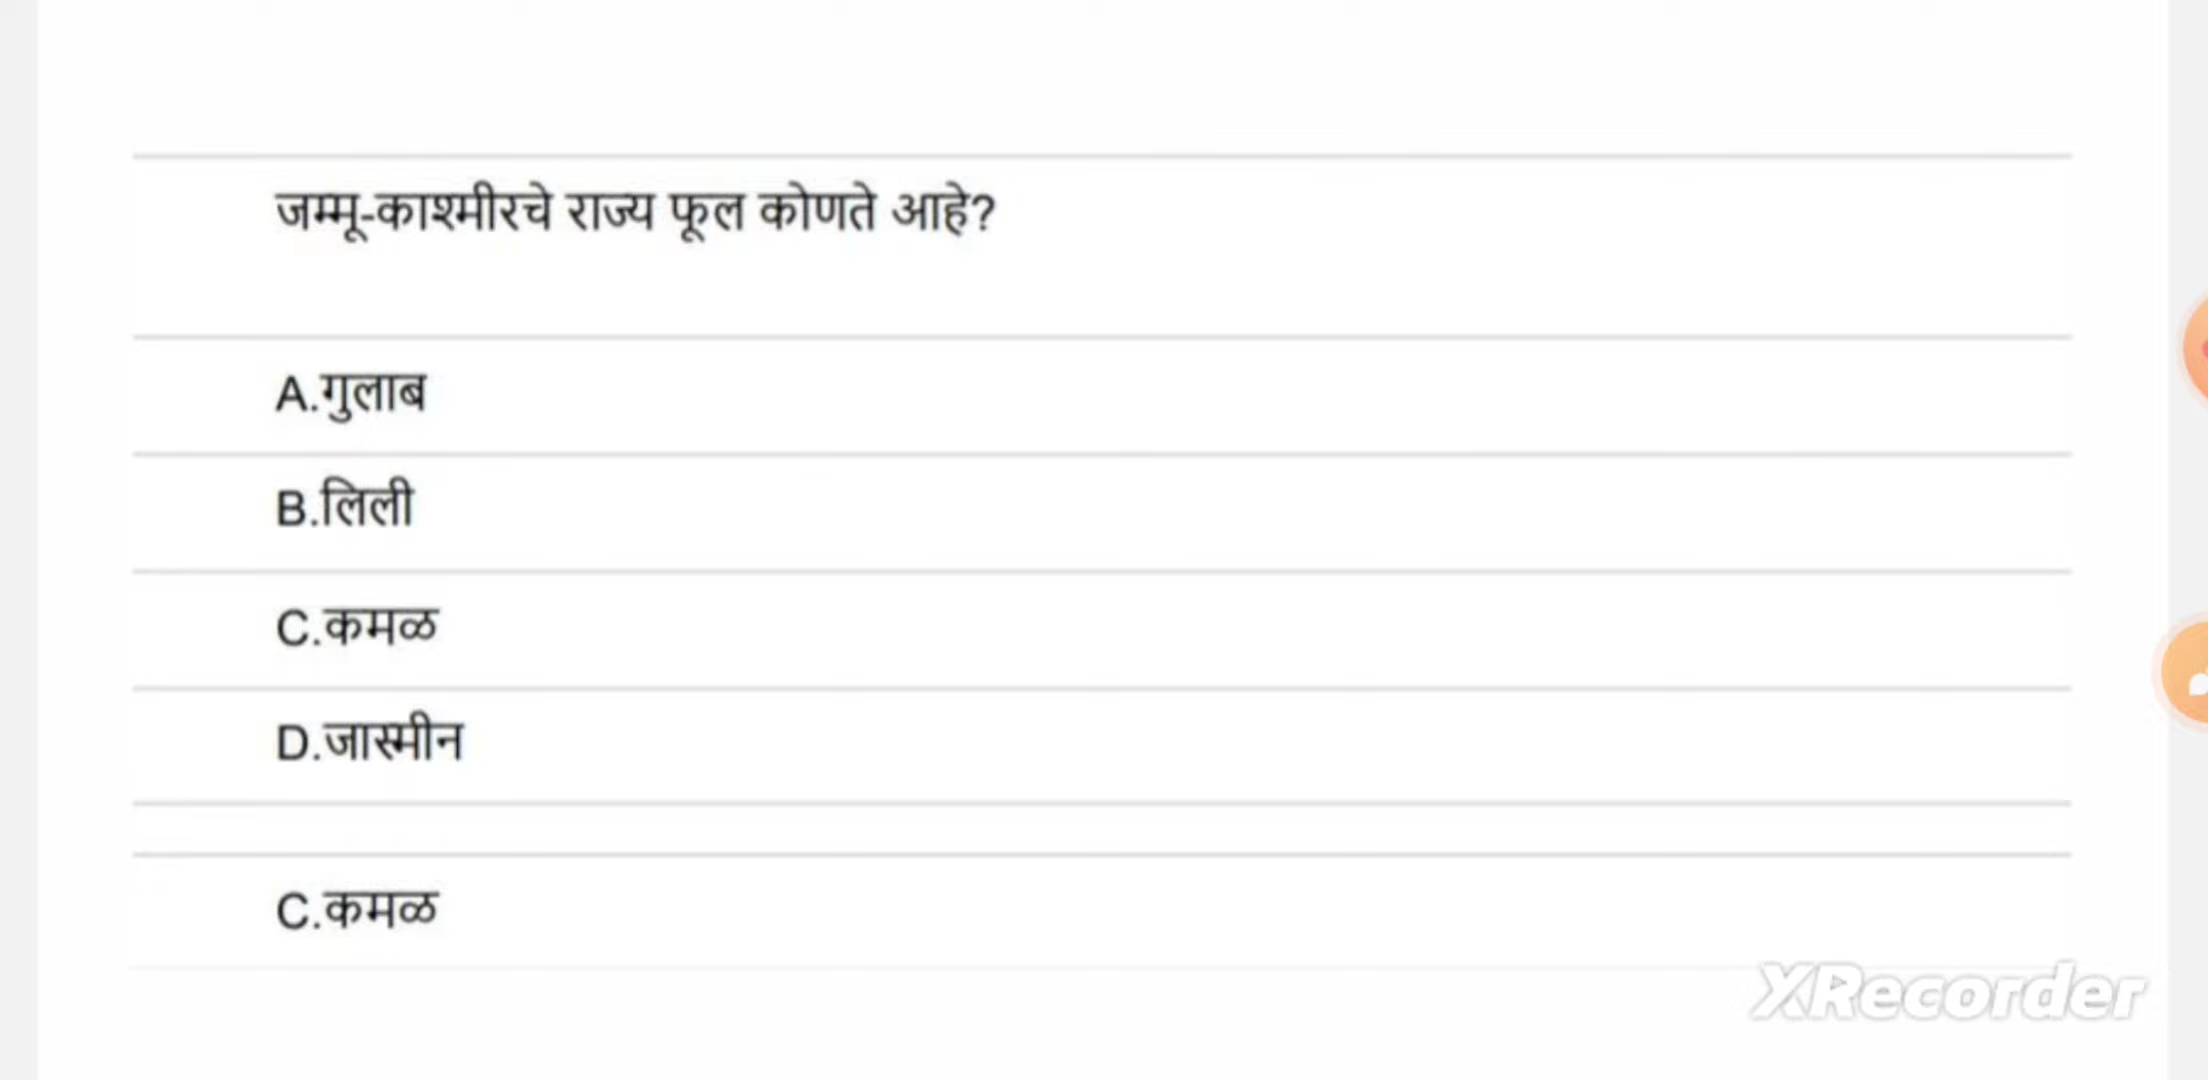 जम्मू-काश्मीरचे राज्य फूल कोणते आहे?
A.गुलाब
B.लिली
C.कमळ
D.जास्मीन
C.कमळ
XRecorder